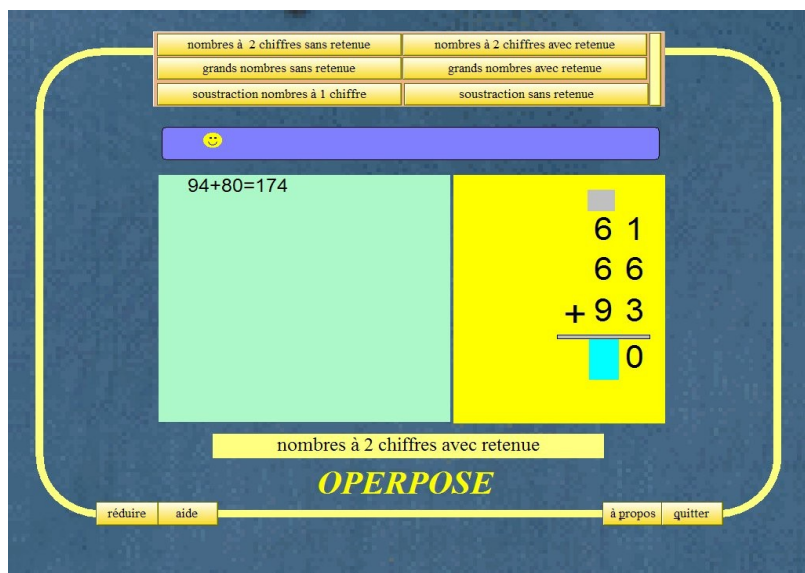 nombres à 2 chiffres sans retenue
nombres à 2 chiffres avec retenue
grands nombres sans retenue
grands nombres avec retenue
soustraction nombres à 1 chiffre
soustraction sans retenue
94+80=174
6 1
6 6
+ 9 3
0
nombres à 2 chiffres avec retenue
OPERPOSE
réduire
aide
à propos
quitter